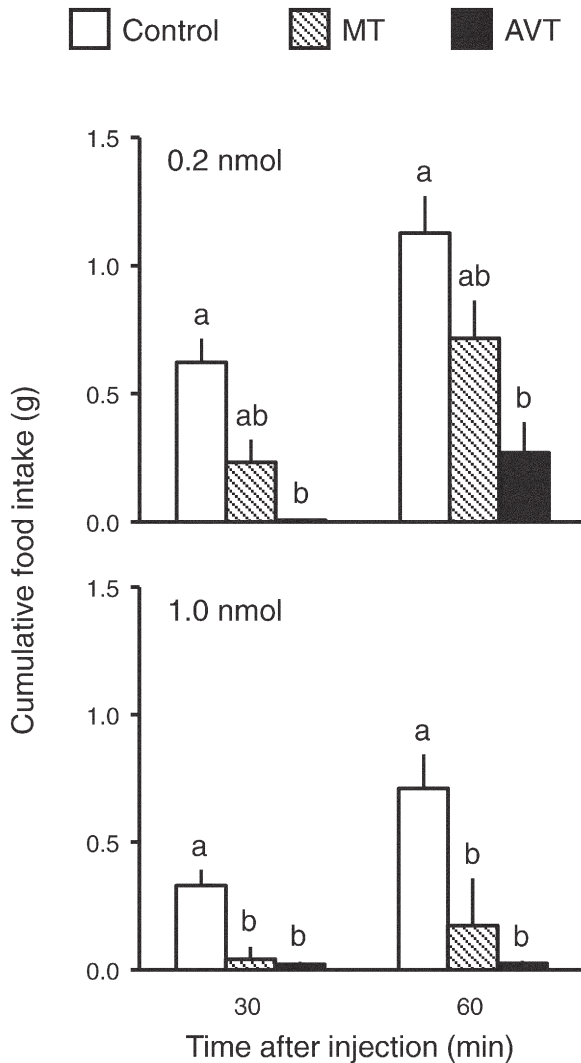 Control MT AVT
Cumulative food intake (g)
1.5
0.2 nmol
a
1.0
ab
a
0.5
ab
b
b
0.0
1.5
1.0 nmol
1.0
a
0.5
a
b
b
b
b
0.0
30 60
Time after injection (min)